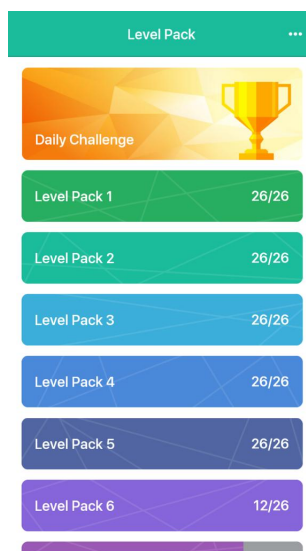 Level Pack
Daily Challenge
Level Pack 1 26/26
Level Pack 2 26/26
Level Pack 3 26/26
Level Pack 4 26/26
Level Pack 5 26/26
Level Pack 6 12/26